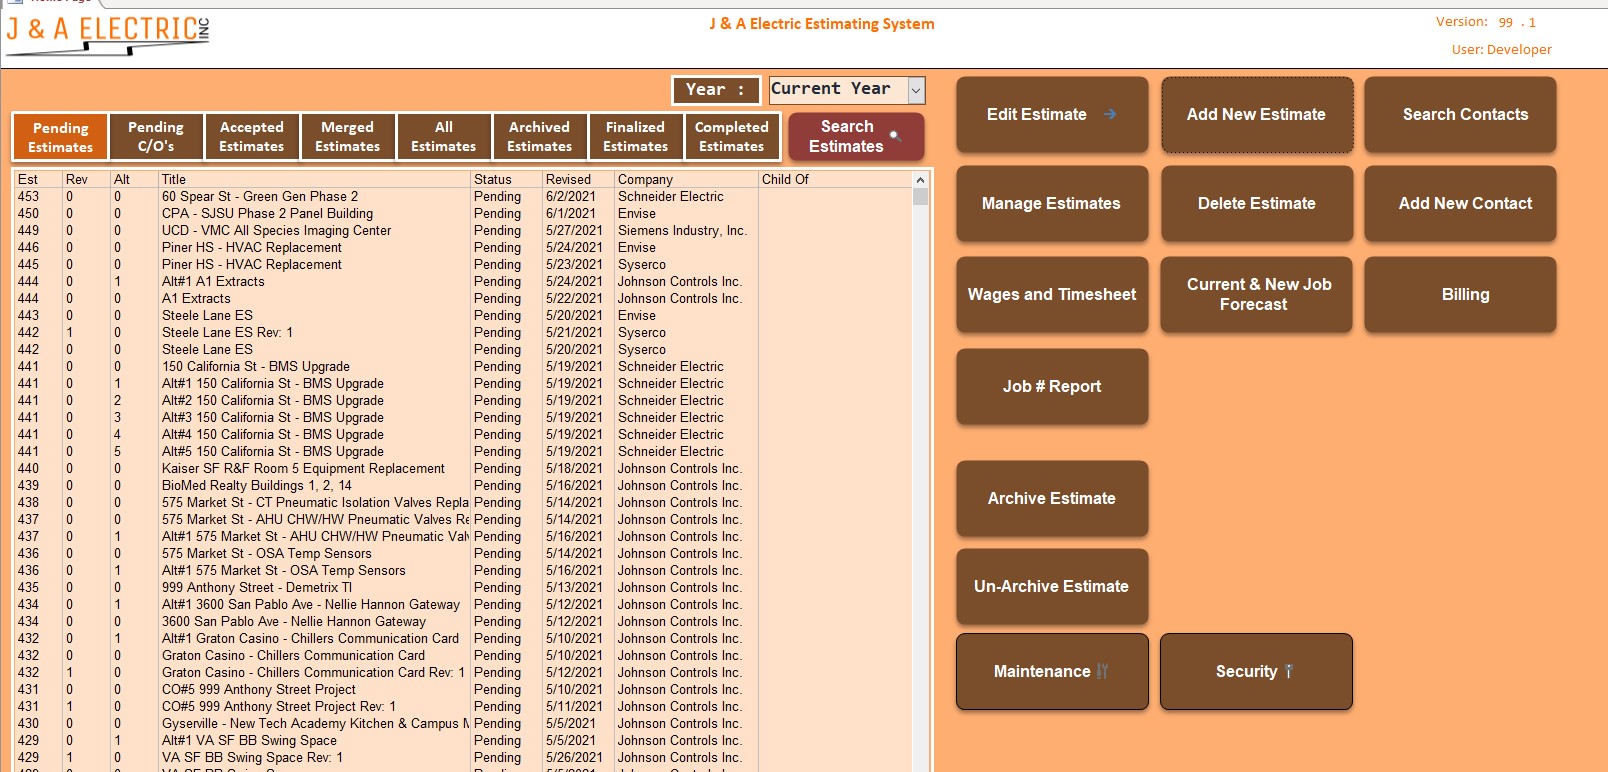 J & A ELECTRIC INC
J & A Electric Estimating System
Version: 99 . 1
User: Developer
Year :
Current Year
Pending Estimates
Pending C/O's
Accepted Estimates
Merged Estimates
All Estimates
Archived Estimates
Finalized Estimates
Completed Estimates
Search Estimates
Est Rev Alt Title Status Revised Company Child Of
453 0 0 60 Spear St - Green Gen Phase 2 Pending 6/2/2021 Schneider Electric
450 0 0 CPA - SJSU Phase 2 Panel Building Pending 6/1/2021 Envise
449 0 0 UCD - VMC All Species Imaging Center Pending 5/27/2021 Siemens Industry, Inc.
446 0 0 Piner HS - HVAC Replacement Pending 5/24/2021 Envise
445 0 0 Piner HS - HVAC Replacement Pending 5/23/2021 Syserco
444 0 1 Alt#1 A1 Extracts Pending 5/24/2021 Johnson Controls Inc.
444 0 0 A1 Extracts Pending 5/22/2021 Johnson Controls Inc.
443 0 0 Steele Lane ES Pending 5/20/2021 Envise
442 1 0 Steele Lane ES Rev: 1 Pending 5/21/2021 Syserco
442 0 0 Steele Lane ES Pending 5/20/2021 Syserco
441 0 0 150 California St - BMS Upgrade Pending 5/19/2021 Schneider Electric
441 0 1 Alt#1 150 California St - BMS Upgrade Pending 5/19/2021 Schneider Electric
441 0 2 Alt#2 150 California St - BMS Upgrade Pending 5/19/2021 Schneider Electric
441 0 3 Alt#3 150 California St - BMS Upgrade Pending 5/19/2021 Schneider Electric
441 0 4 Alt#4 150 California St - BMS Upgrade Pending 5/19/2021 Schneider Electric
441 0 5 Alt#5 150 California St - BMS Upgrade Pending 5/19/2021 Schneider Electric
440 0 0 Kaiser SF R&F Room 5 Equipment Replacement Pending 5/18/2021 Johnson Controls Inc.
439 0 0 BioMed Realty Buildings 1, 2, 14 Pending 5/16/2021 Johnson Controls Inc.
438 0 0 575 Market St - CT Pneumatic Isolation Valves Repla Pending 5/14/2021 Johnson Controls Inc.
437 0 0 575 Market St - AHU CHW/HW Pneumatic Valves Re Pending 5/14/2021 Johnson Controls Inc.
437 0 1 Alt#1 575 Market St - AHU CHW/HW Pneumatic Val Pending 5/16/2021 Johnson Controls Inc.
436 0 0 575 Market St - OSA Temp Sensors Pending 5/14/2021 Johnson Controls Inc.
436 0 1 Alt#1 575 Market St - OSA Temp Sensors Pending 5/16/2021 Johnson Controls Inc.
435 0 0 999 Anthony Street - Demetrix TI Pending 5/13/2021 Johnson Controls Inc.
434 0 1 Alt#1 3600 San Pablo Ave - Nellie Hannon Gateway Pending 5/12/2021 Johnson Controls Inc.
434 0 0 3600 San Pablo Ave - Nellie Hannon Gateway Pending 5/12/2021 Johnson Controls Inc.
432 0 1 Alt#1 Graton Casino - Chillers Communication Card Pending 5/10/2021 Johnson Controls Inc.
432 0 0 Graton Casino - Chillers Communication Card Pending 5/10/2021 Johnson Controls Inc.
432 1 0 Graton Casino - Chillers Communication Card Rev: 1 Pending 5/12/2021 Johnson Controls Inc.
431 0 0 CO#5 999 Anthony Street Project Pending 5/10/2021 Johnson Controls Inc.
431 1 0 CO#5 999 Anthony Street Project Rev: 1 Pending 5/11/2021 Johnson Controls Inc.
430 0 0 Gyserville - New Tech Academy Kitchen & Campus Pending 5/5/2021 Johnson Controls Inc.
429 0 1 Alt#1 VA SF BB Swing Space Pending 5/5/2021 Johnson Controls Inc.
429 1 0 VA SF BB Swing Space Rev: 1 Pending 5/26/2021 Johnson Controls Inc.
Edit Estimate
Add New Estimate
Search Contacts
Manage Estimates
Delete Estimate
Add New Contact
Wages and Timesheet
Current & New Job Forecast
Billing
Job # Report
Archive Estimate
Un-Archive Estimate
Maintenance
Security